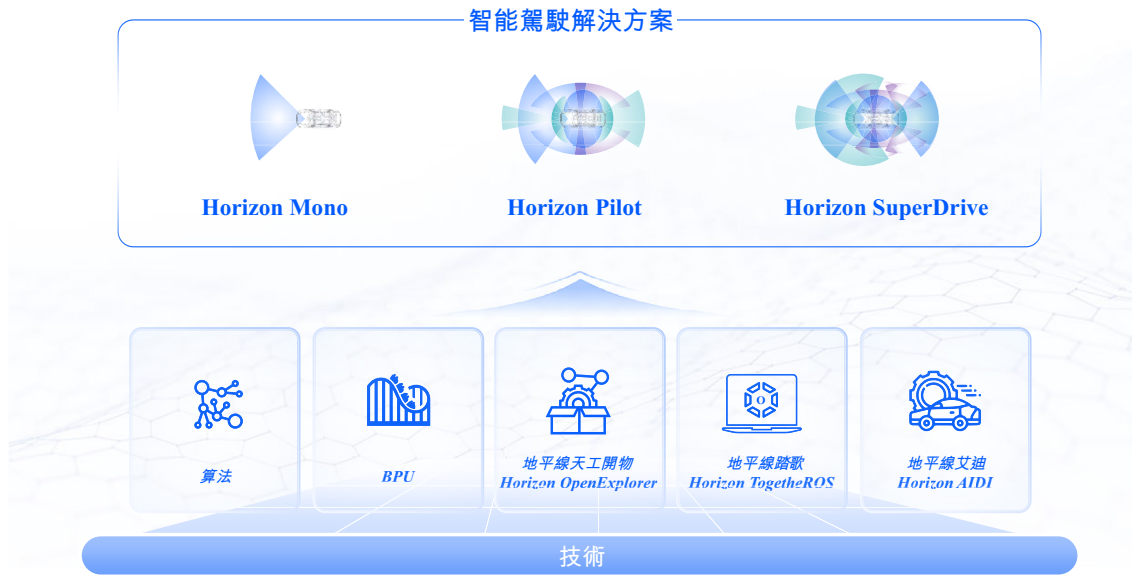 智能駕駛解決方案
Horizon Mono
Horizon Pilot
Horizon SuperDrive
算法
BPU
地平線天工開物
Horizon OpenExplorer
地平線踏歌
Horizon TogetheROS
地平線艾迪
Horizon AIDI
技術